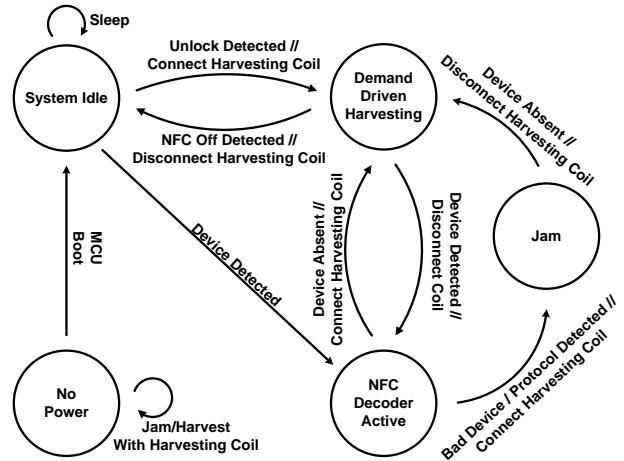 Sleep
System Idle
Unlock Detected //
Connect Harvesting Coil
NFC Off Detected //
Disconnect Harvesting Coil
Demand
Driven
Harvesting
Device Absent //
Disconnect Harvesting Coil
Jam
MCU
Boot
Device Detected
Device Absent //
Connect Harvesting Coil
Device Detected //
Disconnect Coil
No
Power
Jam/Harvest
With Harvesting Coil
NFC
Decoder
Active
Bad Device / Protocol Detected //
Connect Harvesting Coil